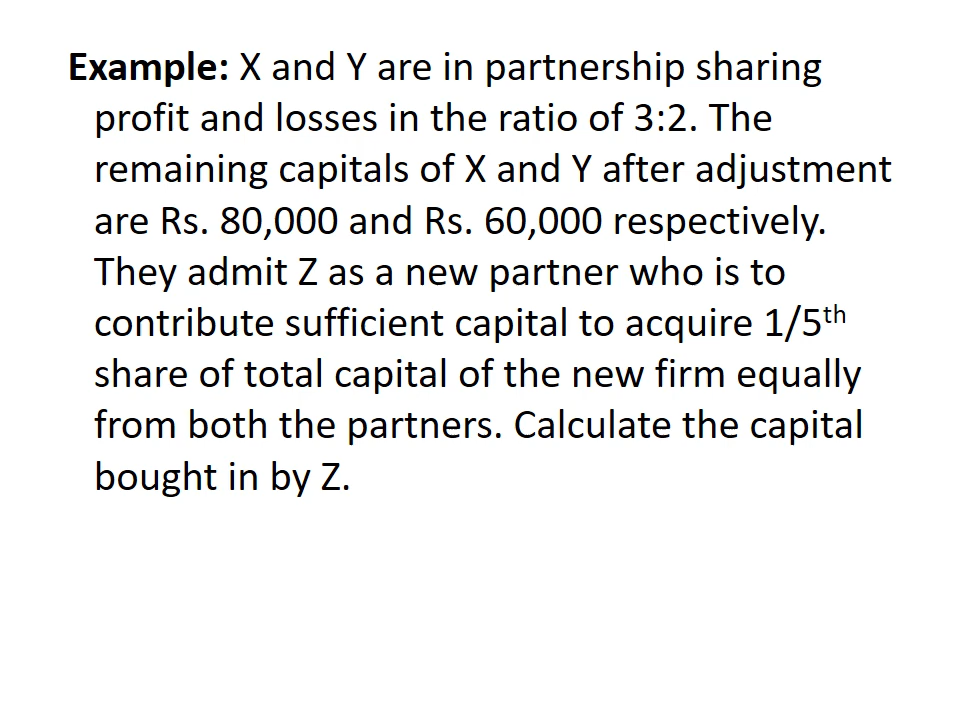 Example: X and Y are in partnership sharing
profit and losses in the ratio of 3:2. The
remaining capitals of X and Y after adjustment
are Rs. 80,000 and Rs. 60,000 respectively.
They admit Z as a new partner who is to
contribute sufficient capital to acquire 1/5th
share of total capital of the new firm equally
from both the partners. Calculate the capital
bought in by Z.